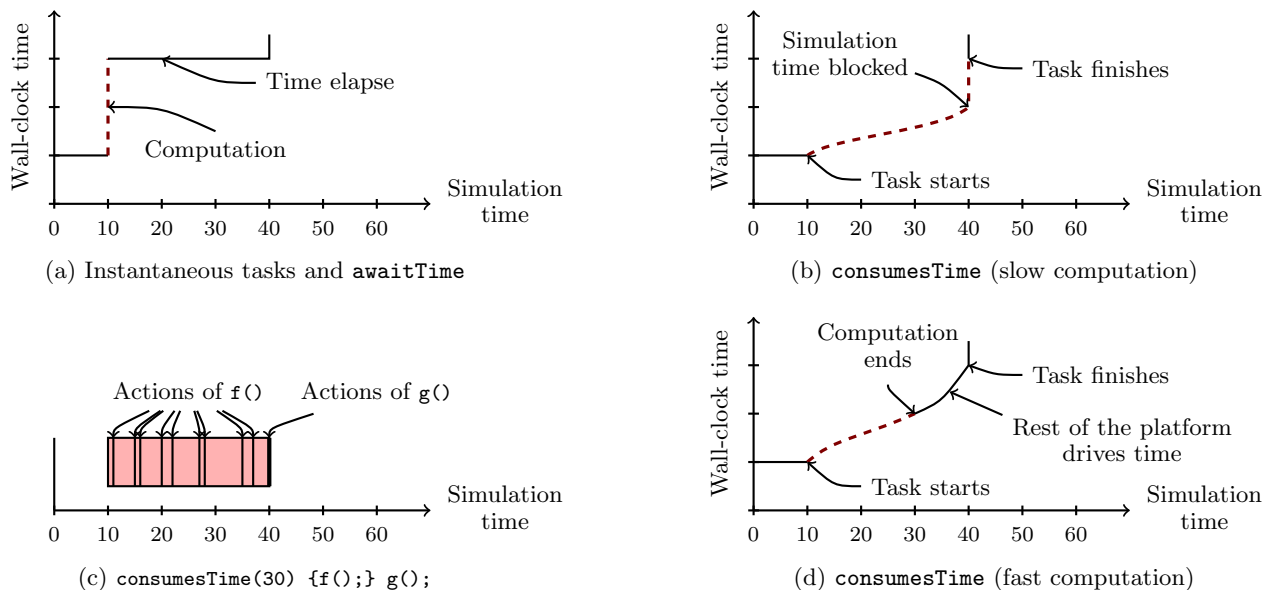 Wall-clock time
Time elapse
Computation
Simulation
time
0 10 20 30 40 50 60
(a) Instantaneous tasks and awaitTime
Wall-clock time
Simulation
time blocked
Task finishes
Task starts
Simulation
time
0 10 20 30 40 50 60
(b) consumesTime (slow computation)
Actions of f()
Actions of g()
Simulation
time
0 10 20 30 40 50 60
(c) consumesTime(30) {f();} g();
Wall-clock time
Computation
ends
Task finishes
Rest of the platform
drives time
Task starts
Simulation
time
0 10 20 30 40 50 60
(d) consumesTime (fast computation)